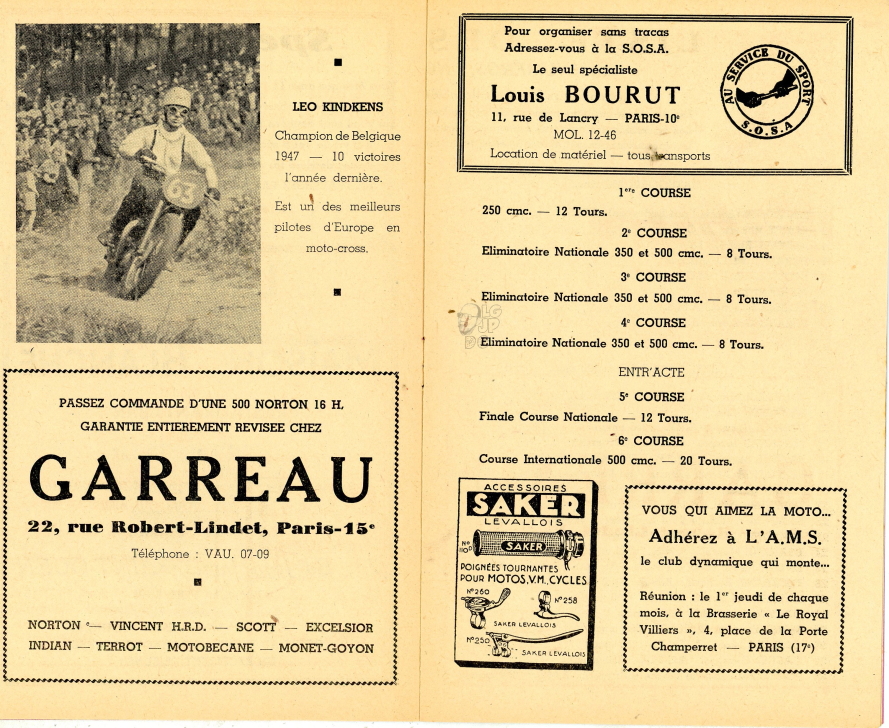 63
LEO KINDKENS
Champion de Belgique
1947 — 10 victoires
l'année dernière.
Est un des meilleurs
pilotes d'Europe en
moto-cross.
PASSEZ COMMANDE D'UNE 500 NORTON 16 H.
GARANTIE ENTIEREMENT REVISEE CHEZ
GARREAU
22, rue Robert-Lindet, Paris-15e
Téléphone : VAU. 07-09
NORTON — VINCENT H.R.D. — SCOTT — EXCELSIOR
INDIAN — TERROT — MOTOBECANE — MONET-GOYON
Pour organiser sans tracas
Adressez-vous à la S.O.S.A.
Le seul spécialiste
Louis BOURUT
11, rue de Lancry — PARIS-10e
MOL. 12-46
Location de matériel — tous transports
AU SERVICE DU SPORT
S.O.S.A
1ere COURSE
250 cmc. — 12 Tours.
2e COURSE
Eliminatoire Nationale 350 et 500 cmc. — 8 Tours.
3e COURSE
Eliminatoire Nationale 350 et 500 cmc. — 8 Tours.
4e COURSE
Eliminatoire Nationale 350 et 500 cmc. — 8 Tours.
ENTR'ACTE
5e COURSE
Finale Course Nationale — 12 Tours.
6e COURSE
Course Internationale 500 cmc. — 20 Tours.
ACCESSOIRES
SAKER
LEVALLOIS
SAKER
POIGNÉES TOURNANTES
POUR MOTOS, V.M., CYCLES
No 260
No 258
SAKER LEVALLOIS
No 250
SAKER LEVALLOIS
VOUS QUI AIMEZ LA MOTO...
Adhérez à L'A.M.S.
le club dynamique qui monte...
Réunion : le 1er jeudi de chaque
mois, à la Brasserie « Le Royal
Villiers », 4, place de la Porte
Champerret — PARIS (17e)